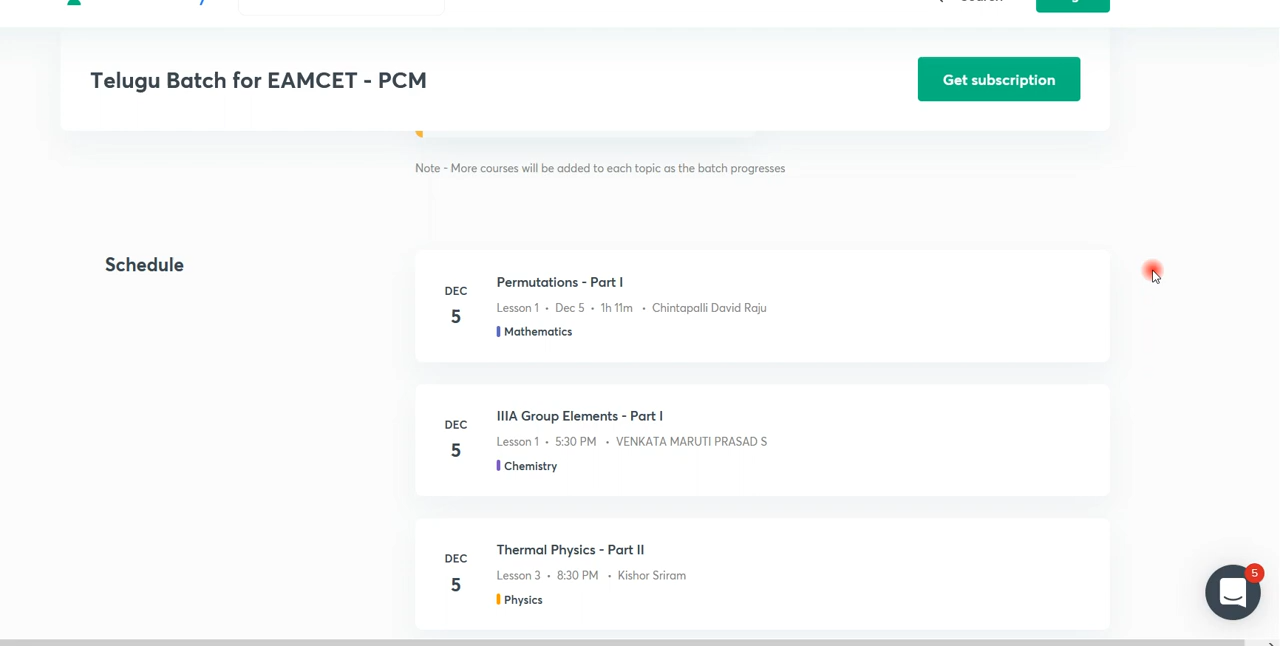 Telugu Batch for EAMCET - PCM
Get subscription
Note - More courses will be added to each topic as the batch progresses
Schedule
DEC
5
Permutations - Part I
Lesson 1 • Dec 5 • 1h 11m • Chintapalli David Raju
Mathematics
DEC
5
IIIA Group Elements - Part I
Lesson 1 • 5:30 PM • VENKATA MARUTI PRASAD S
Chemistry
DEC
5
Thermal Physics - Part II
Lesson 3 • 8:30 PM • Kishor Sriram
Physics
5